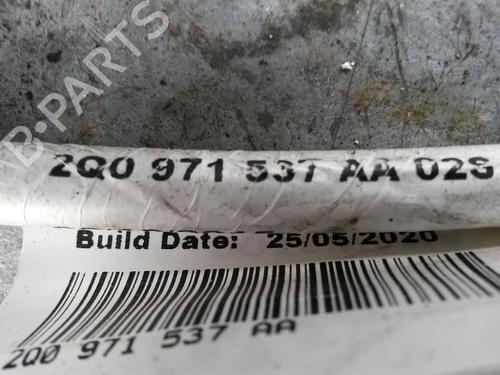 B-PARTS
2Q0 971 537 AA 02S
Build Date: 25/05/2020
2Q0 971 537 AA